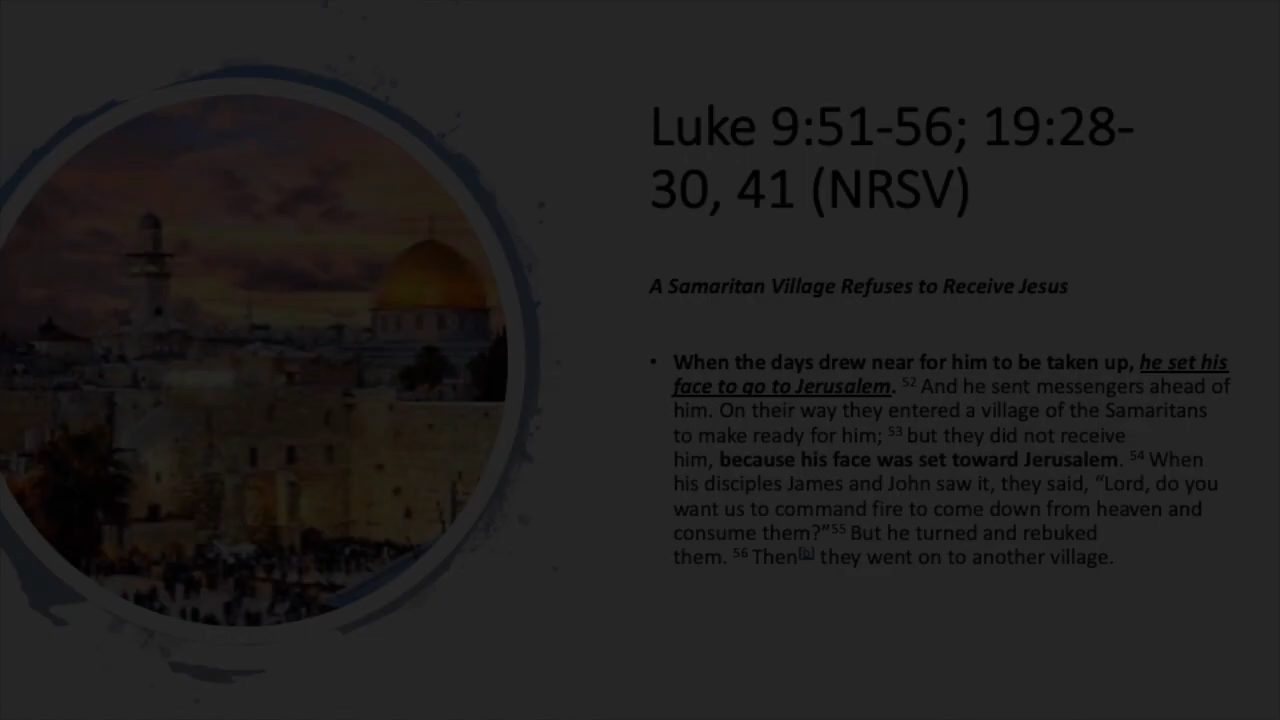 Luke 9:51-56; 19:28-
30, 41 (NRSV)
A Samaritan Village Refuses to Receive Jesus
• When the days drew near for him to be taken up, he set his
face to go to Jerusalem. 52 And he sent messengers ahead of
him. On their way they entered a village of the Samaritans
to make ready for him; 53 but they did not receive
him, because his face was set toward Jerusalem. 54 When
his disciples James and John saw it, they said, “Lord, do you
want us to command fire to come down from heaven and
consume them?”55 But he turned and rebuked
them. 56 Then[b] they went on to another village.